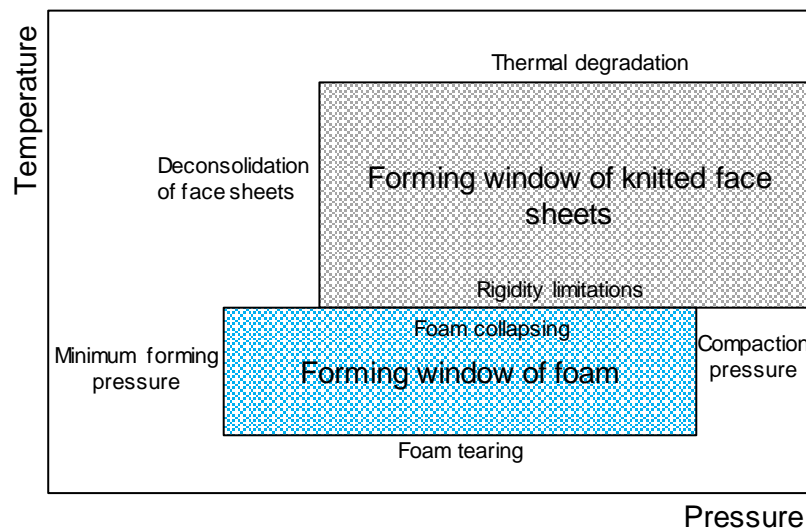 Temperature
Thermal degradation
Deconsolidation
of face sheets
Forming window of knitted face
sheets
Rigidity limitations
Foam collapsing
Minimum forming
pressure
Forming window of foam
Compaction
pressure
Foam tearing
Pressure